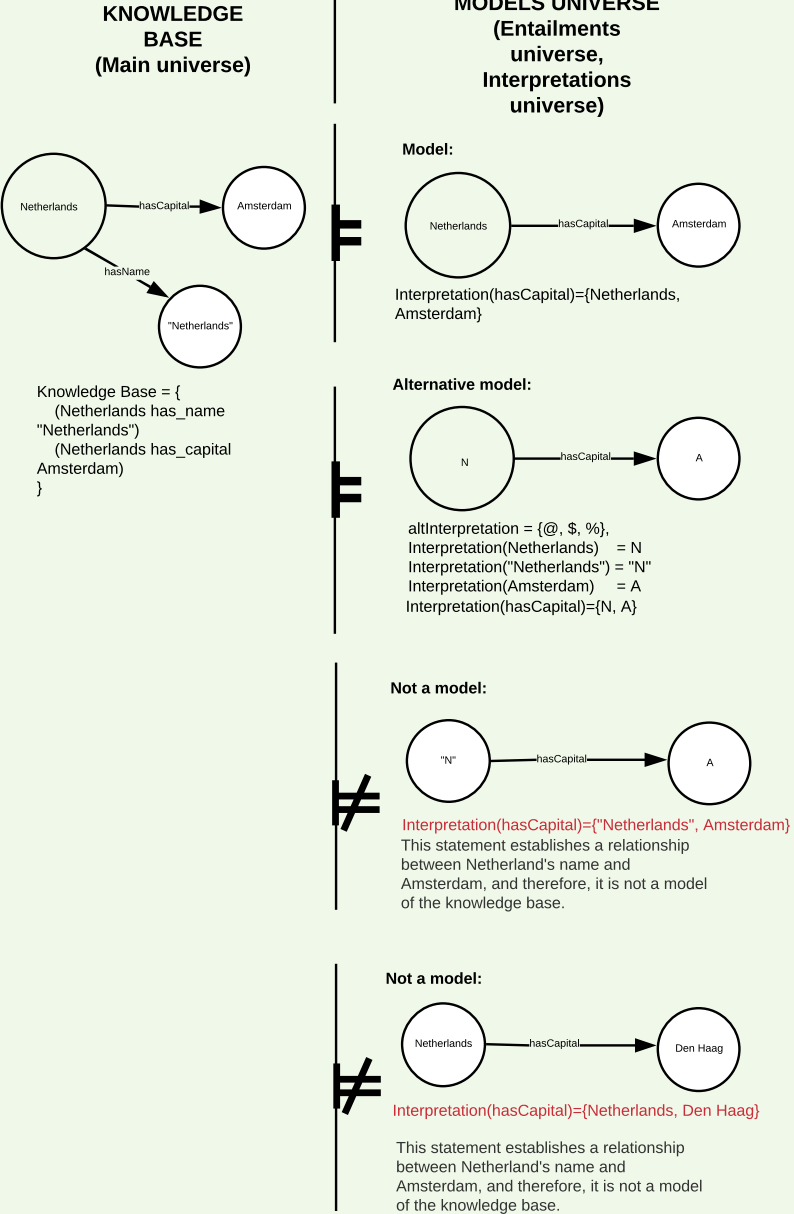 KNOWLEDGE
BASE
(Main universe)
MODELS UNIVERSE
(Entailments
universe,
Interpretations
universe)
Netherlands
hasCapital
Amsterdam
hasName
"Netherlands"
Knowledge Base = {
(Netherlands has_name
"Netherlands")
(Netherlands has_capital
Amsterdam)
}
Model:
Netherlands
hasCapital
Amsterdam
Interpretation(hasCapital)={Netherlands,
Amsterdam}
Alternative model:
N
hasCapital
A
altInterpretation = {@, $, %},
Interpretation(Netherlands) = N
Interpretation("Netherlands") = "N"
Interpretation(Amsterdam) = A
Interpretation(hasCapital)={N, A}
Not a model:
"N"
hasCapital
A
Interpretation(hasCapital)={"Netherlands", Amsterdam}
This statement establishes a relationship
between Netherland's name and
Amsterdam, and therefore, it is not a model
of the knowledge base.
Not a model:
Netherlands
hasCapital
Den Haag
Interpretation(hasCapital)={Netherlands, Den Haag}
This statement establishes a relationship
between Netherland's name and
Amsterdam, and therefore, it is not a model
of the knowledge base.